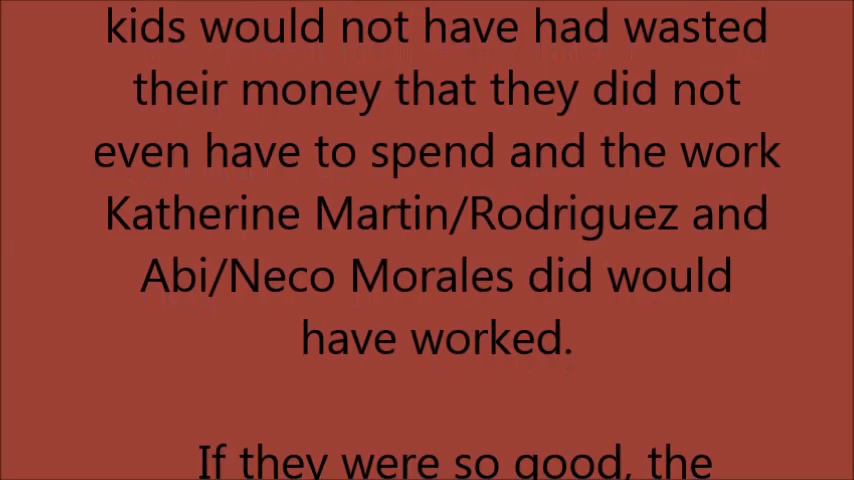 kids would not have had wasted
their money that they did not
even have to spend and the work
Katherine Martin/Rodriguez and
Abi/Neco Morales did would
have worked.
If they were so good, the